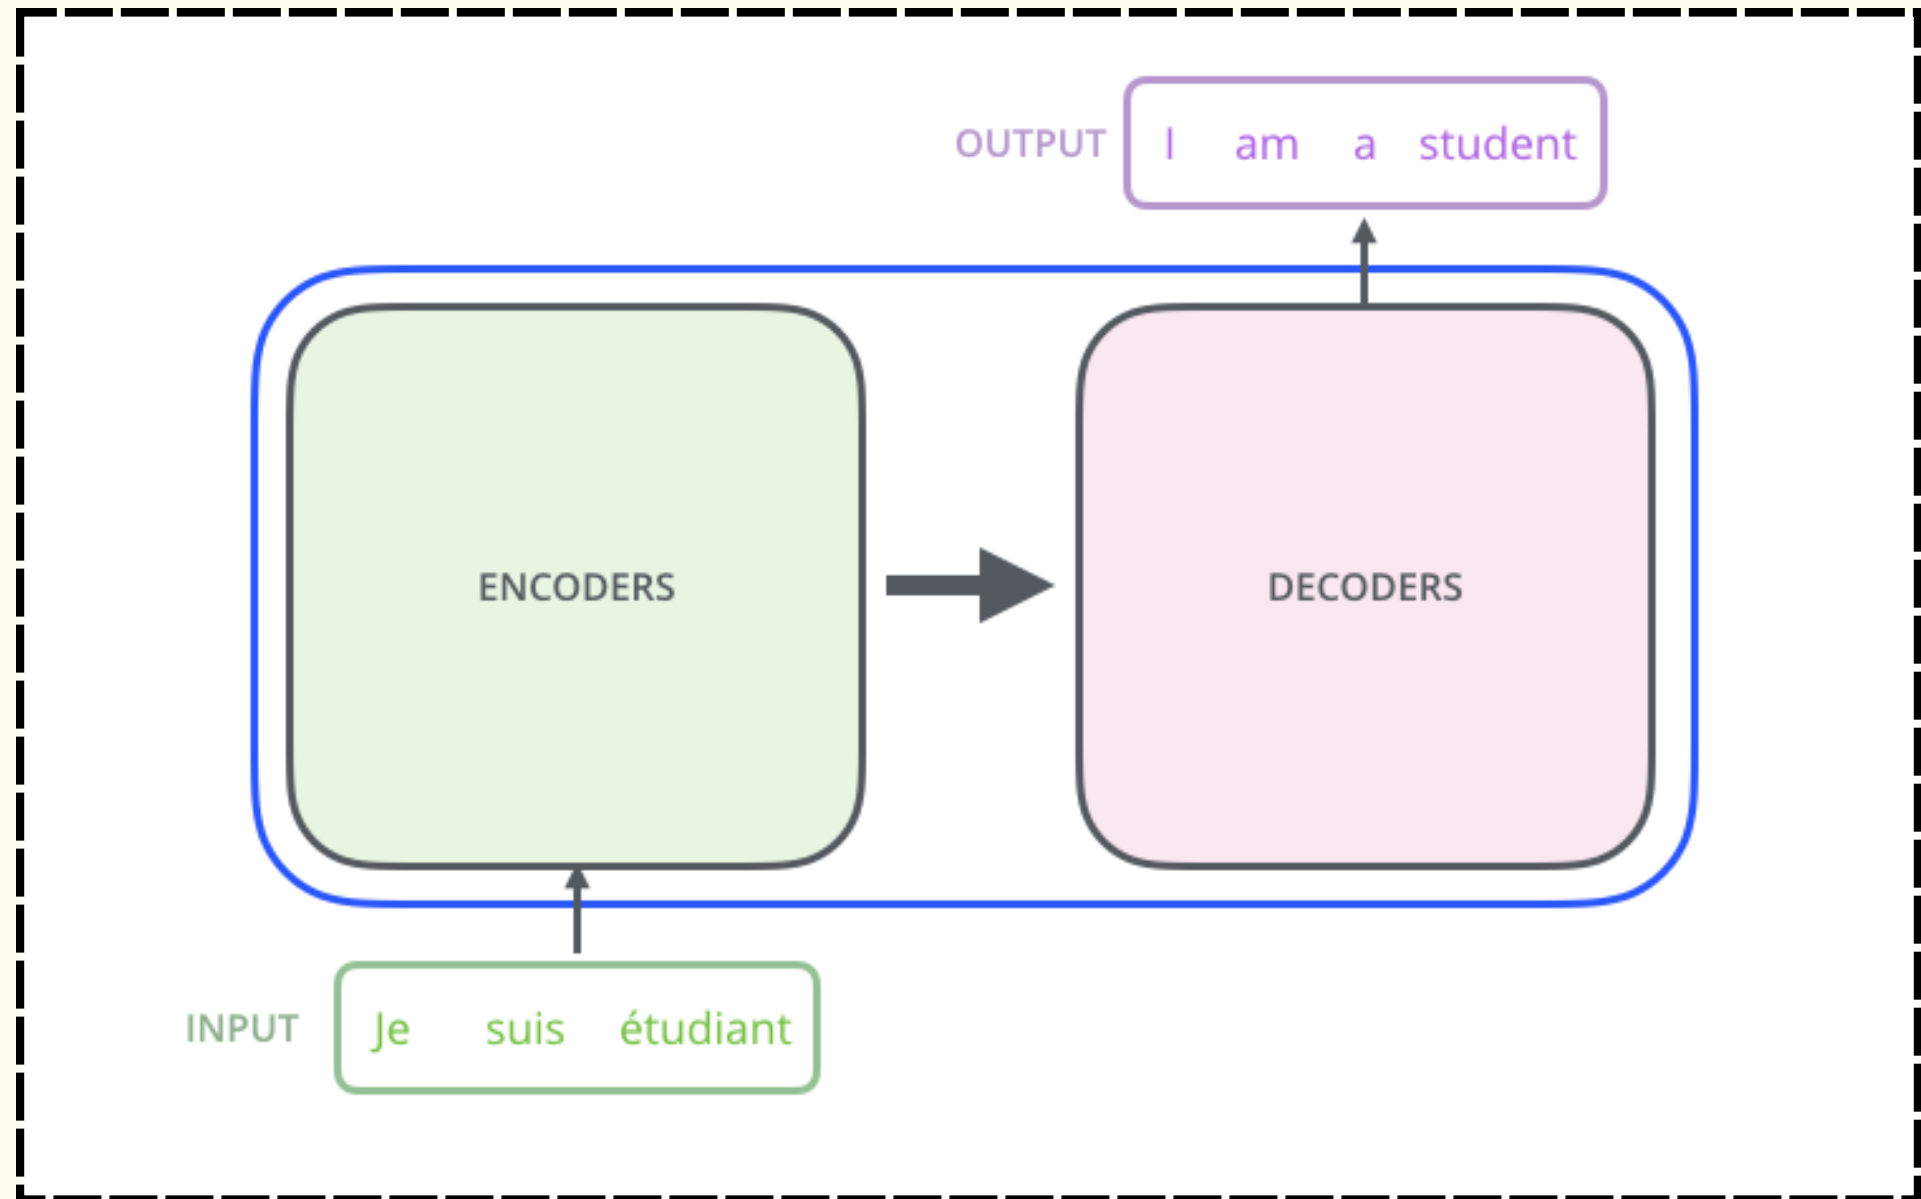 OUTPUT I am a student
ENCODERS DECODERS
INPUT Je suis étudiant